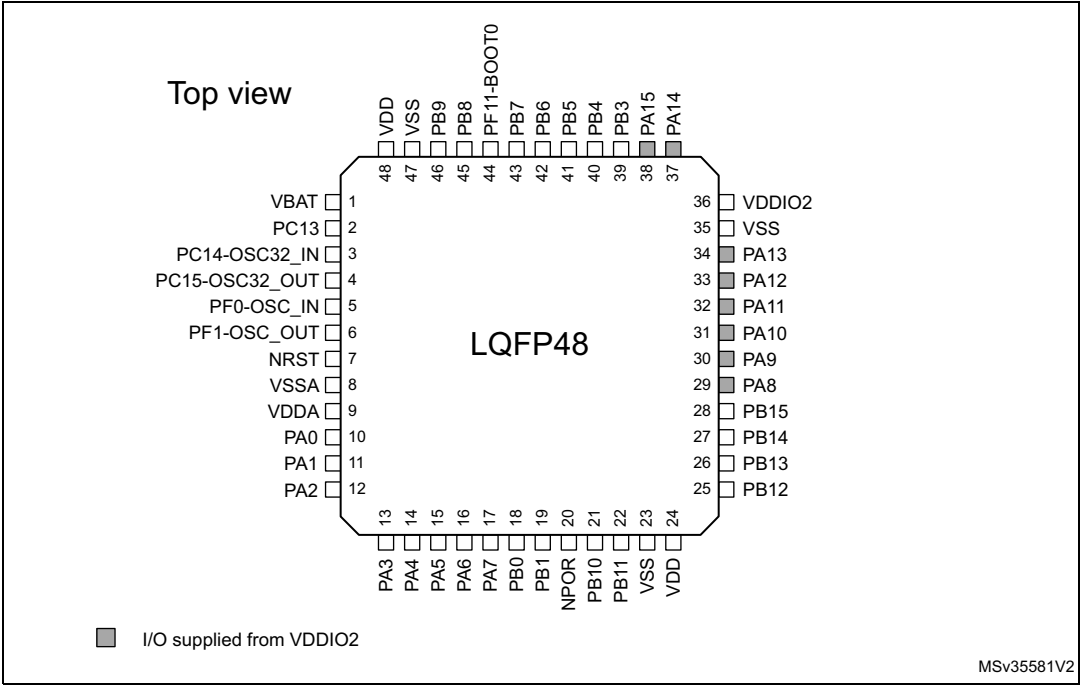 Top view
VDD
VSS
PB9
PB8
PF11-BOOT0
PB7
PB6
PB5
PB4
PB3
PA15
PA14
48
47
46
45
44
43
42
41
40
39
38
37
VBAT 1
PC13 2
PC14-OSC32_IN 3
PC15-OSC32_OUT 4
PF0-OSC_IN 5
PF1-OSC_OUT 6
NRST 7
VSSA 8
VDDA 9
PA0 10
PA1 11
PA2 12
LQFP48
36 VDDIO2
35 VSS
34 PA13
33 PA12
32 PA11
31 PA10
30 PA9
29 PA8
28 PB15
27 PB14
26 PB13
25 PB12
13
14
15
16
17
18
19
20
21
22
23
24
PA3
PA4
PA5
PA6
PA7
PB0
PB1
NPOR
PB10
PB11
VSS
VDD
I/O supplied from VDDIO2
MSv35581V2